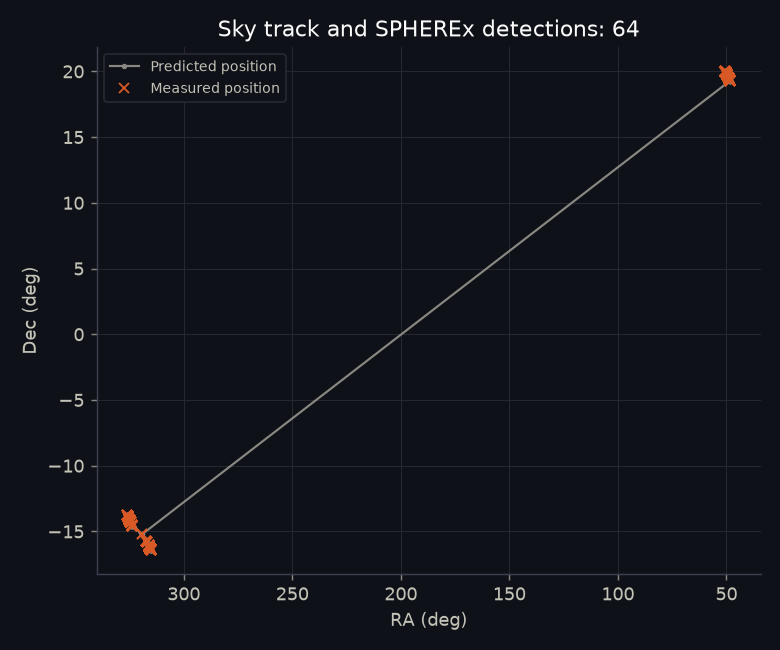 Sky track and SPHEREx detections: 64
Predicted position
Measured position
20
15
10
5
0
−5
−10
−15
Dec (deg)
300
250
200
150
100
50
RA (deg)